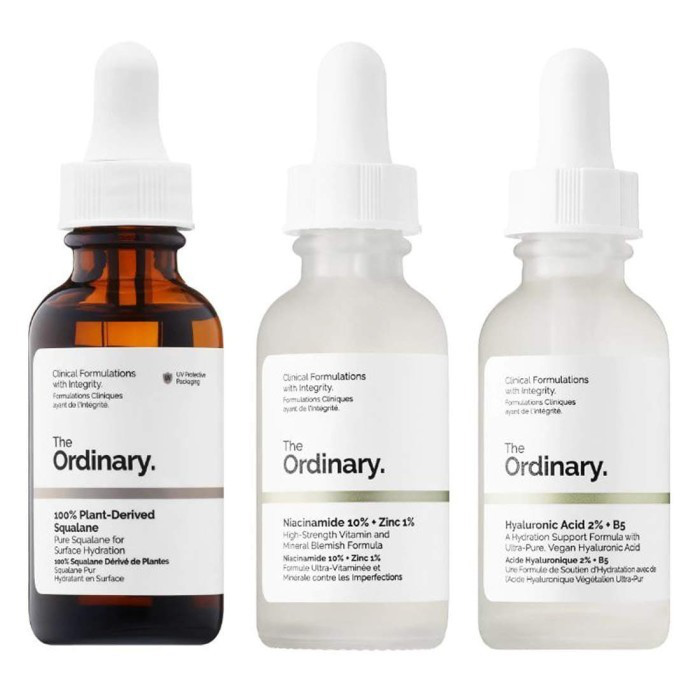 Clinical Formulations
with Integrity.
Formulations Cliniques
ayant de l'intégrité.
UV Protective
Packaging
The
Ordinary.
100% Plant-Derived
Squalane
Pure Squalane for
Surface Hydration
100% Squalane Dérivé de Plantes
Squalane Pur
Hydratant en Surface
Clinical Formulations
with Integrity.
Formulations Cliniques
ayant de l'intégrité.
The
Ordinary.
Niacinamide 10% + Zinc 1%
High-Strength Vitamin and
Mineral Blemish Formula
Niacinamide 10% + Zinc 1%
Formule Ultra-Vitaminée et
Minérale contre les Imperfections
Clinical Formulations
with Integrity.
Formulations Cliniques
ayant de l'intégrité.
The
Ordinary.
Hyaluronic Acid 2% + B5
A Hydration Support Formula with
Ultra-Pure, Vegan Hyaluronic Acid
Acide Hyaluronique 2% + B5
Une Formule de Soutien d'Hydratation avec de
l'Acide Hyaluronique Végétalien Ultra-Pur